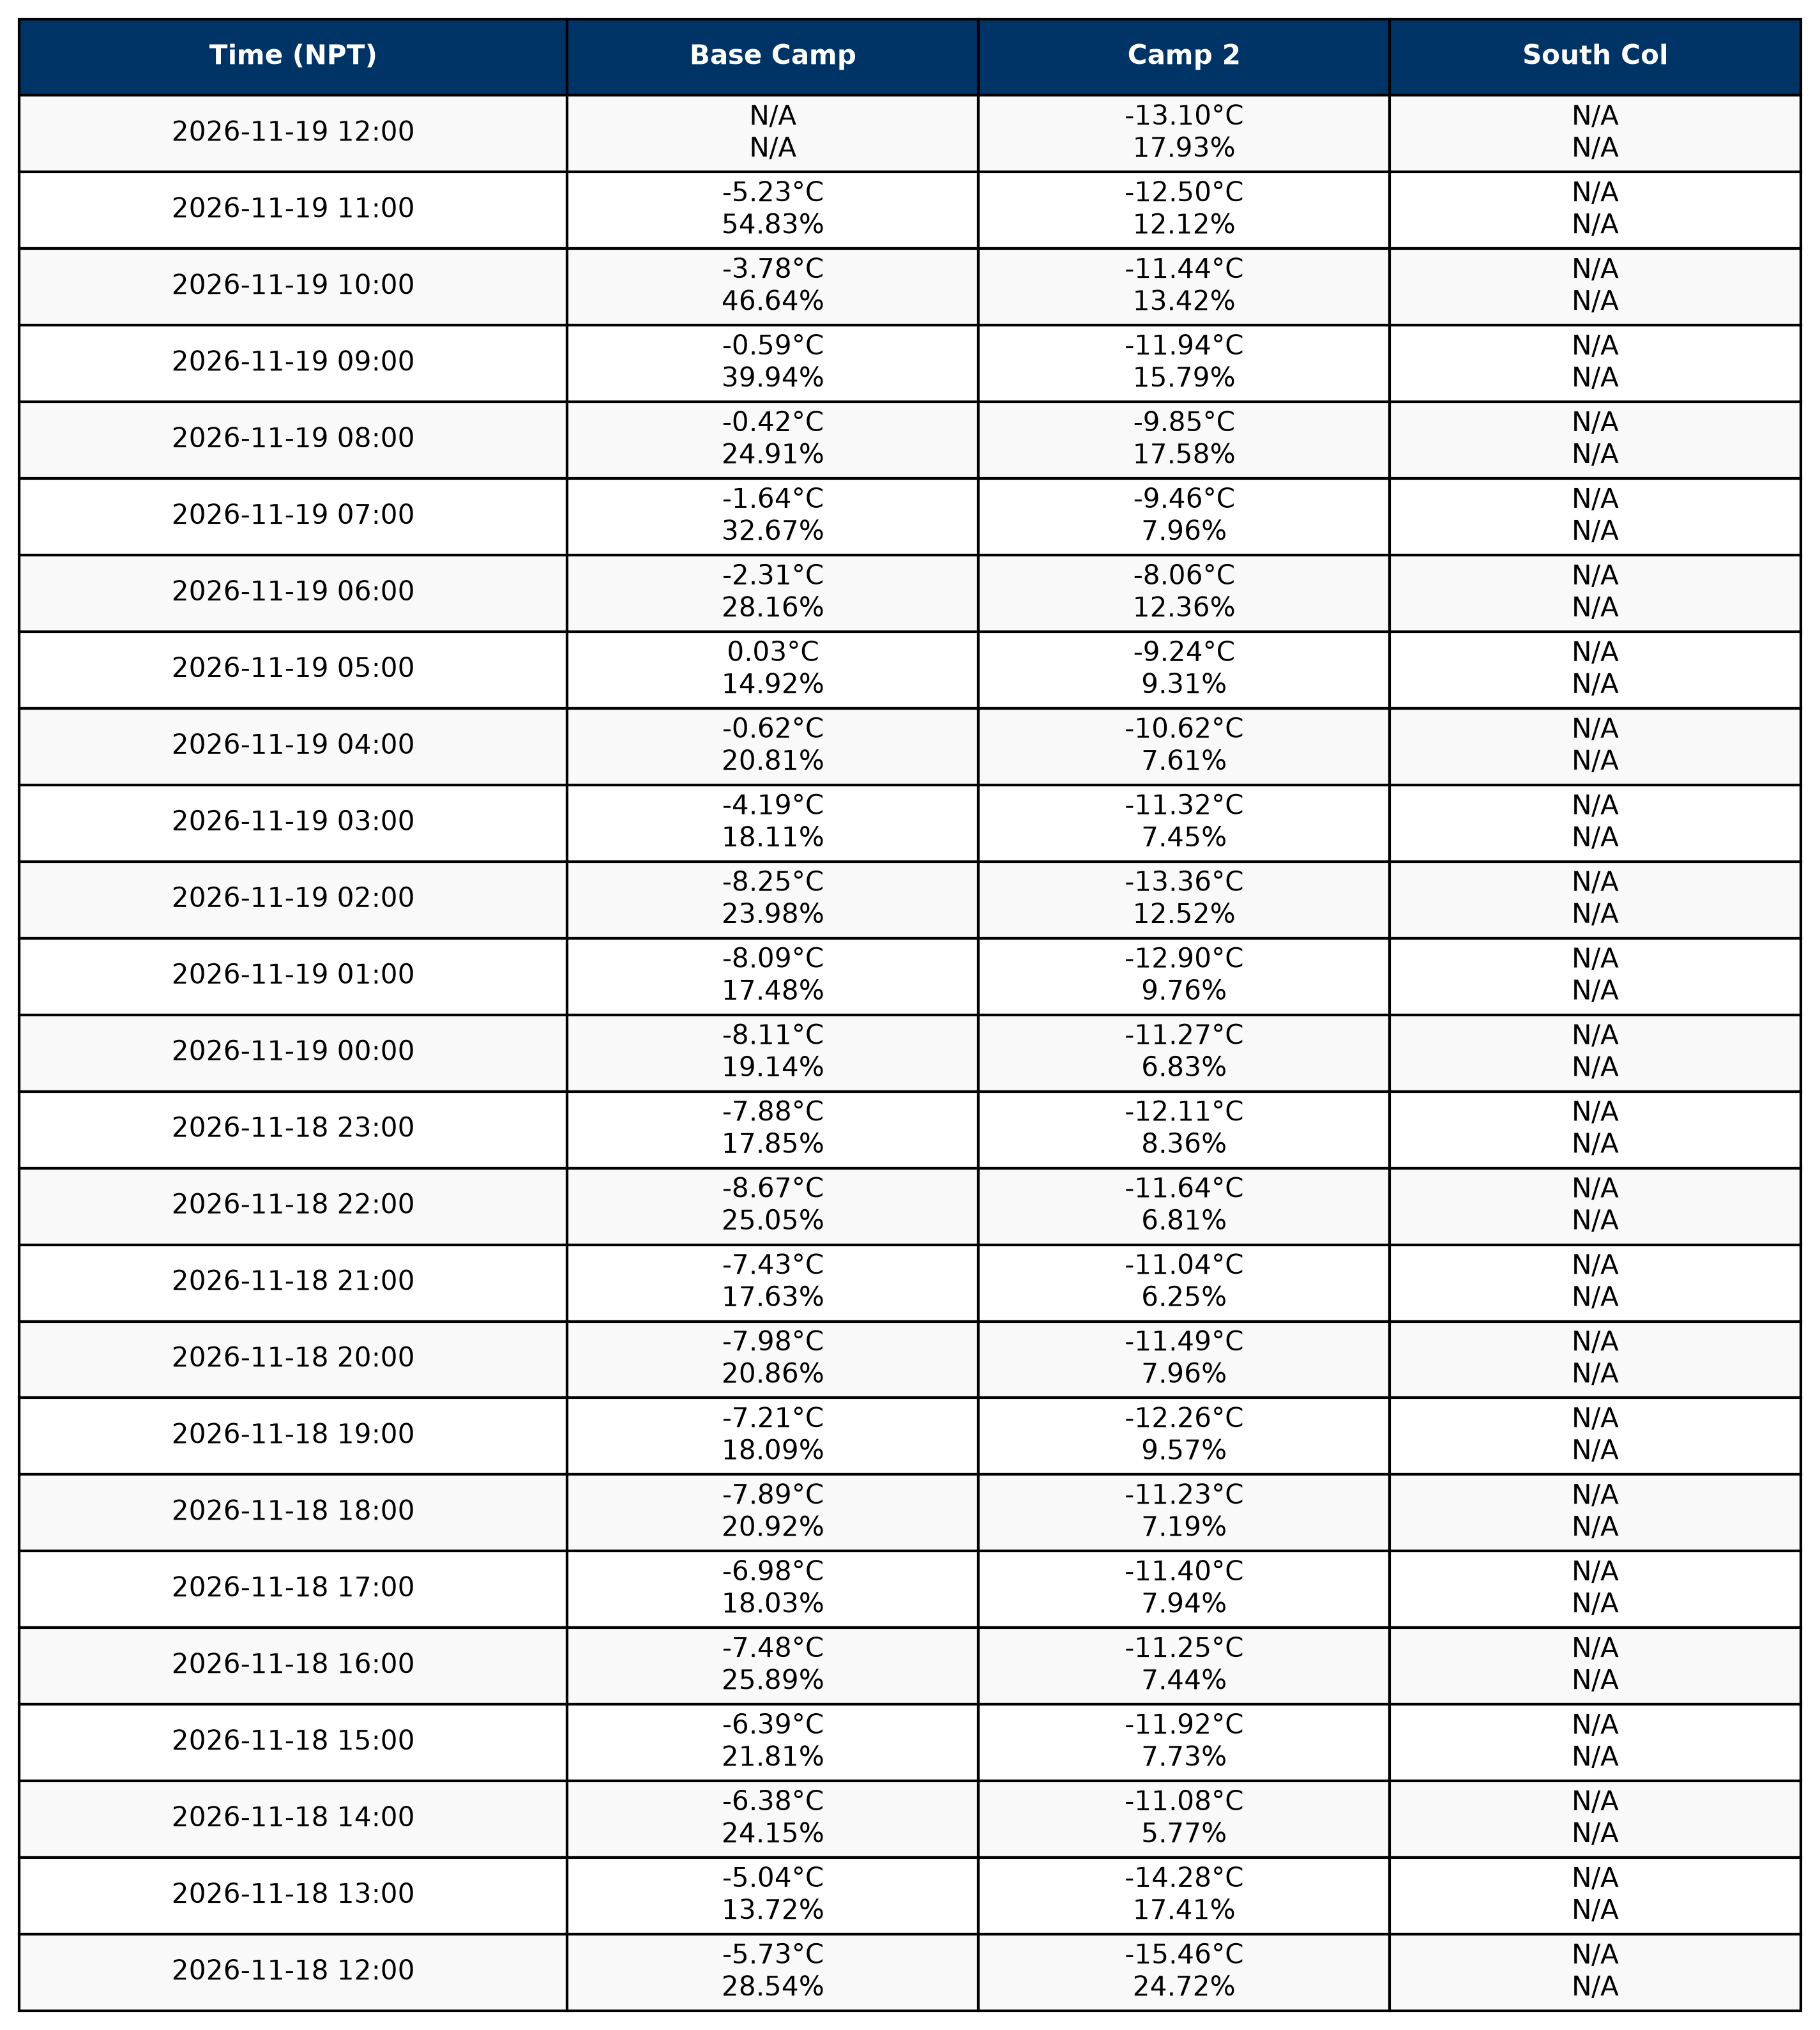 Time (NPT) Base Camp Camp 2 South Col
2026-11-19 12:00 N/A -13.10°C N/A
N/A 17.93% N/A
2026-11-19 11:00 -5.23°C -12.50°C N/A
54.83% 12.12% N/A
2026-11-19 10:00 -3.78°C -11.44°C N/A
46.64% 13.42% N/A
2026-11-19 09:00 -0.59°C -11.94°C N/A
39.94% 15.79% N/A
2026-11-19 08:00 -0.42°C -9.85°C N/A
24.91% 17.58% N/A
2026-11-19 07:00 -1.64°C -9.46°C N/A
32.67% 7.96% N/A
2026-11-19 06:00 -2.31°C -8.06°C N/A
28.16% 12.36% N/A
2026-11-19 05:00 0.03°C -9.24°C N/A
14.92% 9.31% N/A
2026-11-19 04:00 -0.62°C -10.62°C N/A
20.81% 7.61% N/A
2026-11-19 03:00 -4.19°C -11.32°C N/A
18.11% 7.45% N/A
2026-11-19 02:00 -8.25°C -13.36°C N/A
23.98% 12.52% N/A
2026-11-19 01:00 -8.09°C -12.90°C N/A
17.48% 9.76% N/A
2026-11-19 00:00 -8.11°C -11.27°C N/A
19.14% 6.83% N/A
2026-11-18 23:00 -7.88°C -12.11°C N/A
17.85% 8.36% N/A
2026-11-18 22:00 -8.67°C -11.64°C N/A
25.05% 6.81% N/A
2026-11-18 21:00 -7.43°C -11.04°C N/A
17.63% 6.25% N/A
2026-11-18 20:00 -7.98°C -11.49°C N/A
20.86% 7.96% N/A
2026-11-18 19:00 -7.21°C -12.26°C N/A
18.09% 9.57% N/A
2026-11-18 18:00 -7.89°C -11.23°C N/A
20.92% 7.19% N/A
2026-11-18 17:00 -6.98°C -11.40°C N/A
18.03% 7.94% N/A
2026-11-18 16:00 -7.48°C -11.25°C N/A
25.89% 7.44% N/A
2026-11-18 15:00 -6.39°C -11.92°C N/A
21.81% 7.73% N/A
2026-11-18 14:00 -6.38°C -11.08°C N/A
24.15% 5.77% N/A
2026-11-18 13:00 -5.04°C -14.28°C N/A
13.72% 17.41% N/A
2026-11-18 12:00 -5.73°C -15.46°C N/A
28.54% 24.72% N/A